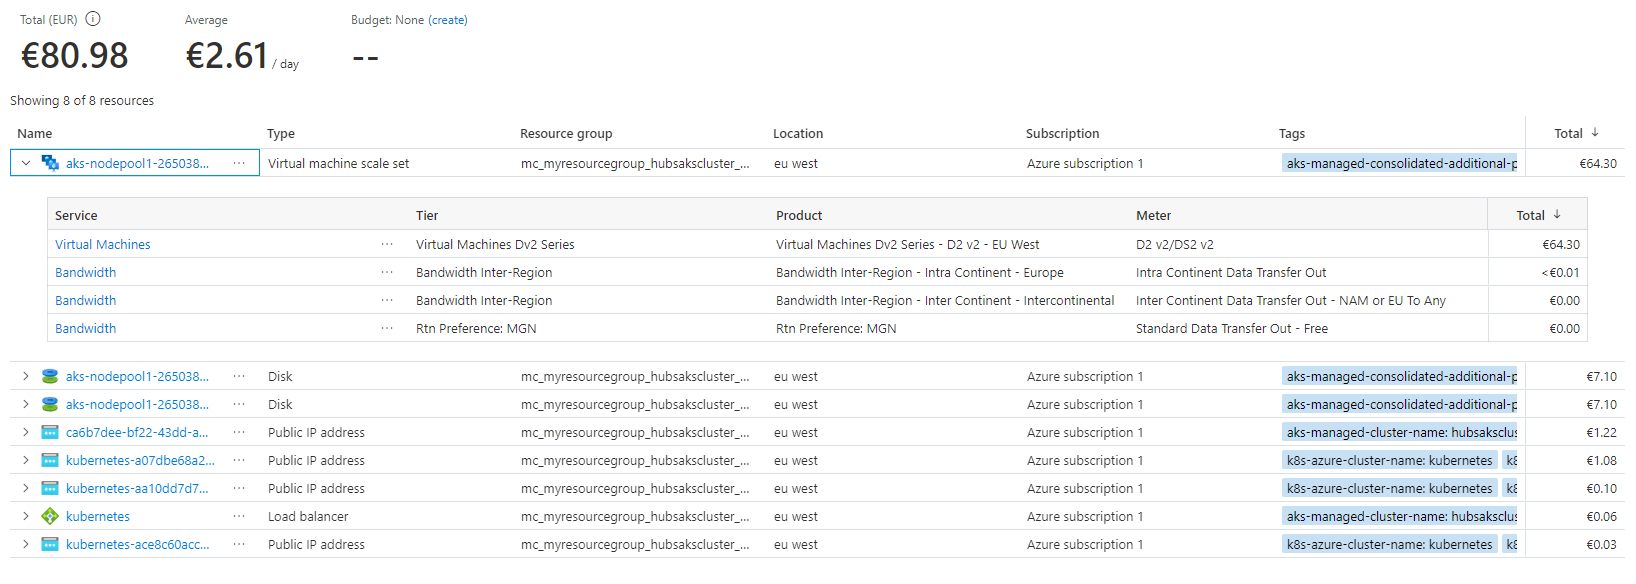 Total (EUR) Average Budget: None (create)
€80.98 €2.61 / day --
Showing 8 of 8 resources
Name Type Resource group Location Subscription Tags Total ↓
aks-nodepool1-265038... ... Virtual machine scale set mc_myresourcegroup_hubsakscluster_... eu west Azure subscription 1 aks-managed-consolidated-additional-p €64.30
Service Tier Product Meter Total ↓
Virtual Machines ... Virtual Machines Dv2 Series Virtual Machines Dv2 Series - D2 v2 - EU West D2 v2/DS2 v2 €64.30
Bandwidth ... Bandwidth Inter-Region Bandwidth Inter-Region - Intra Continent - Europe Intra Continent Data Transfer Out <€0.01
Bandwidth ... Bandwidth Inter-Region Bandwidth Inter-Region - Inter Continent - Intercontinental Inter Continent Data Transfer Out - NAM or EU To Any €0.00
Bandwidth ... Rtn Preference: MGN Rtn Preference: MGN Standard Data Transfer Out - Free €0.00
aks-nodepool1-265038... ... Disk mc_myresourcegroup_hubsakscluster_... eu west Azure subscription 1 aks-managed-consolidated-additional-p €7.10
aks-nodepool1-265038... ... Disk mc_myresourcegroup_hubsakscluster_... eu west Azure subscription 1 aks-managed-consolidated-additional-p €7.10
ca6b7dee-bf22-43dd-a... ... Public IP address mc_myresourcegroup_hubsakscluster_... eu west Azure subscription 1 aks-managed-cluster-name: hubsaksclus €1.22
kubernetes-a07dbe68a2... ... Public IP address mc_myresourcegroup_hubsakscluster_... eu west Azure subscription 1 k8s-azure-cluster-name: kubernetes k8 €1.08
kubernetes-aa10dd7d7... ... Public IP address mc_myresourcegroup_hubsakscluster_... eu west Azure subscription 1 k8s-azure-cluster-name: kubernetes k8 €0.10
kubernetes ... Load balancer mc_myresourcegroup_hubsakscluster_... eu west Azure subscription 1 aks-managed-cluster-name: hubsaksclus €0.06
kubernetes-ace8c60acc... ... Public IP address mc_myresourcegroup_hubsakscluster_... eu west Azure subscription 1 k8s-azure-cluster-name: kubernetes k8 €0.03